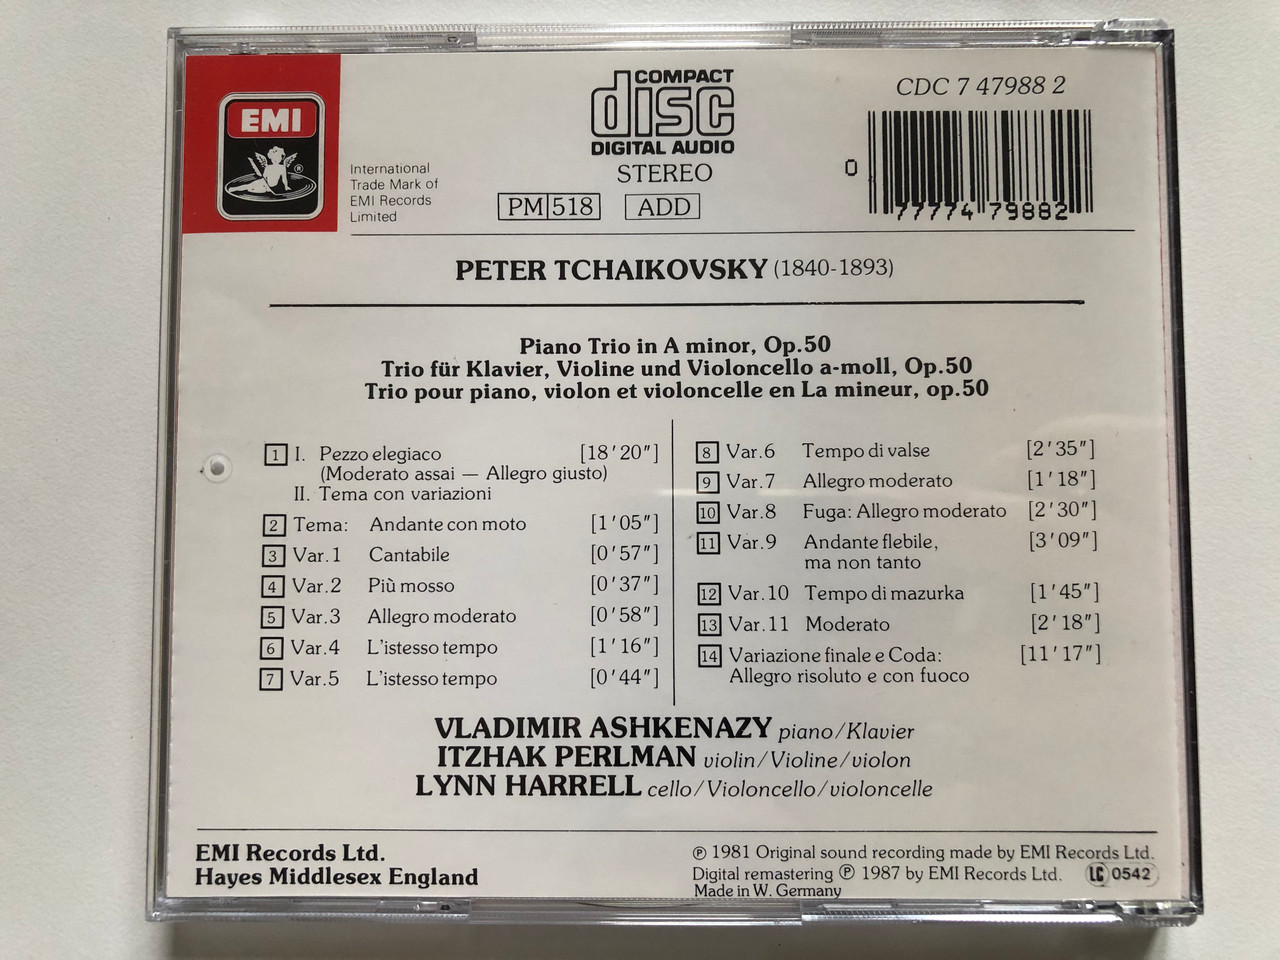 EMI
®
International
Trade Mark of
EMI Records
Limited
COMPACT
disc
DIGITAL AUDIO
STEREO
PM 518 ADD
CDC 7 47988 2
0 77774 79882
PETER TCHAIKOVSKY (1840-1893)
Piano Trio in A minor, Op.50
Trio für Klavier, Violine und Violoncello a-moll, Op.50
Trio pour piano, violon et violoncelle en La mineur, op.50
1 I. Pezzo elegiaco [18'20"]
(Moderato assai — Allegro giusto)
II. Tema con variazioni
2 Tema: Andante con moto [1'05"]
3 Var.1 Cantabile [0'57"]
4 Var.2 Più mosso [0'37"]
5 Var.3 Allegro moderato [0'58"]
6 Var.4 L'istesso tempo [1'16"]
7 Var.5 L'istesso tempo [0'44"]
8 Var.6 Tempo di valse [2'35"]
9 Var.7 Allegro moderato [1'18"]
10 Var.8 Fuga: Allegro moderato [2'30"]
11 Var.9 Andante flebile, [3'09"]
ma non tanto
12 Var.10 Tempo di mazurka [1'45"]
13 Var.11 Moderato [2'18"]
14 Variazione finale e Coda: [11'17"]
Allegro risoluto e con fuoco
VLADIMIR ASHKENAZY piano/Klavier
ITZHAK PERLMAN violin/Violine/violon
LYNN HARRELL cello/Violoncello/violoncelle
EMI Records Ltd.
Hayes Middlesex England
℗ 1981 Original sound recording made by EMI Records Ltd.
Digital remastering ℗ 1987 by EMI Records Ltd. LC 0542
Made in W. Germany